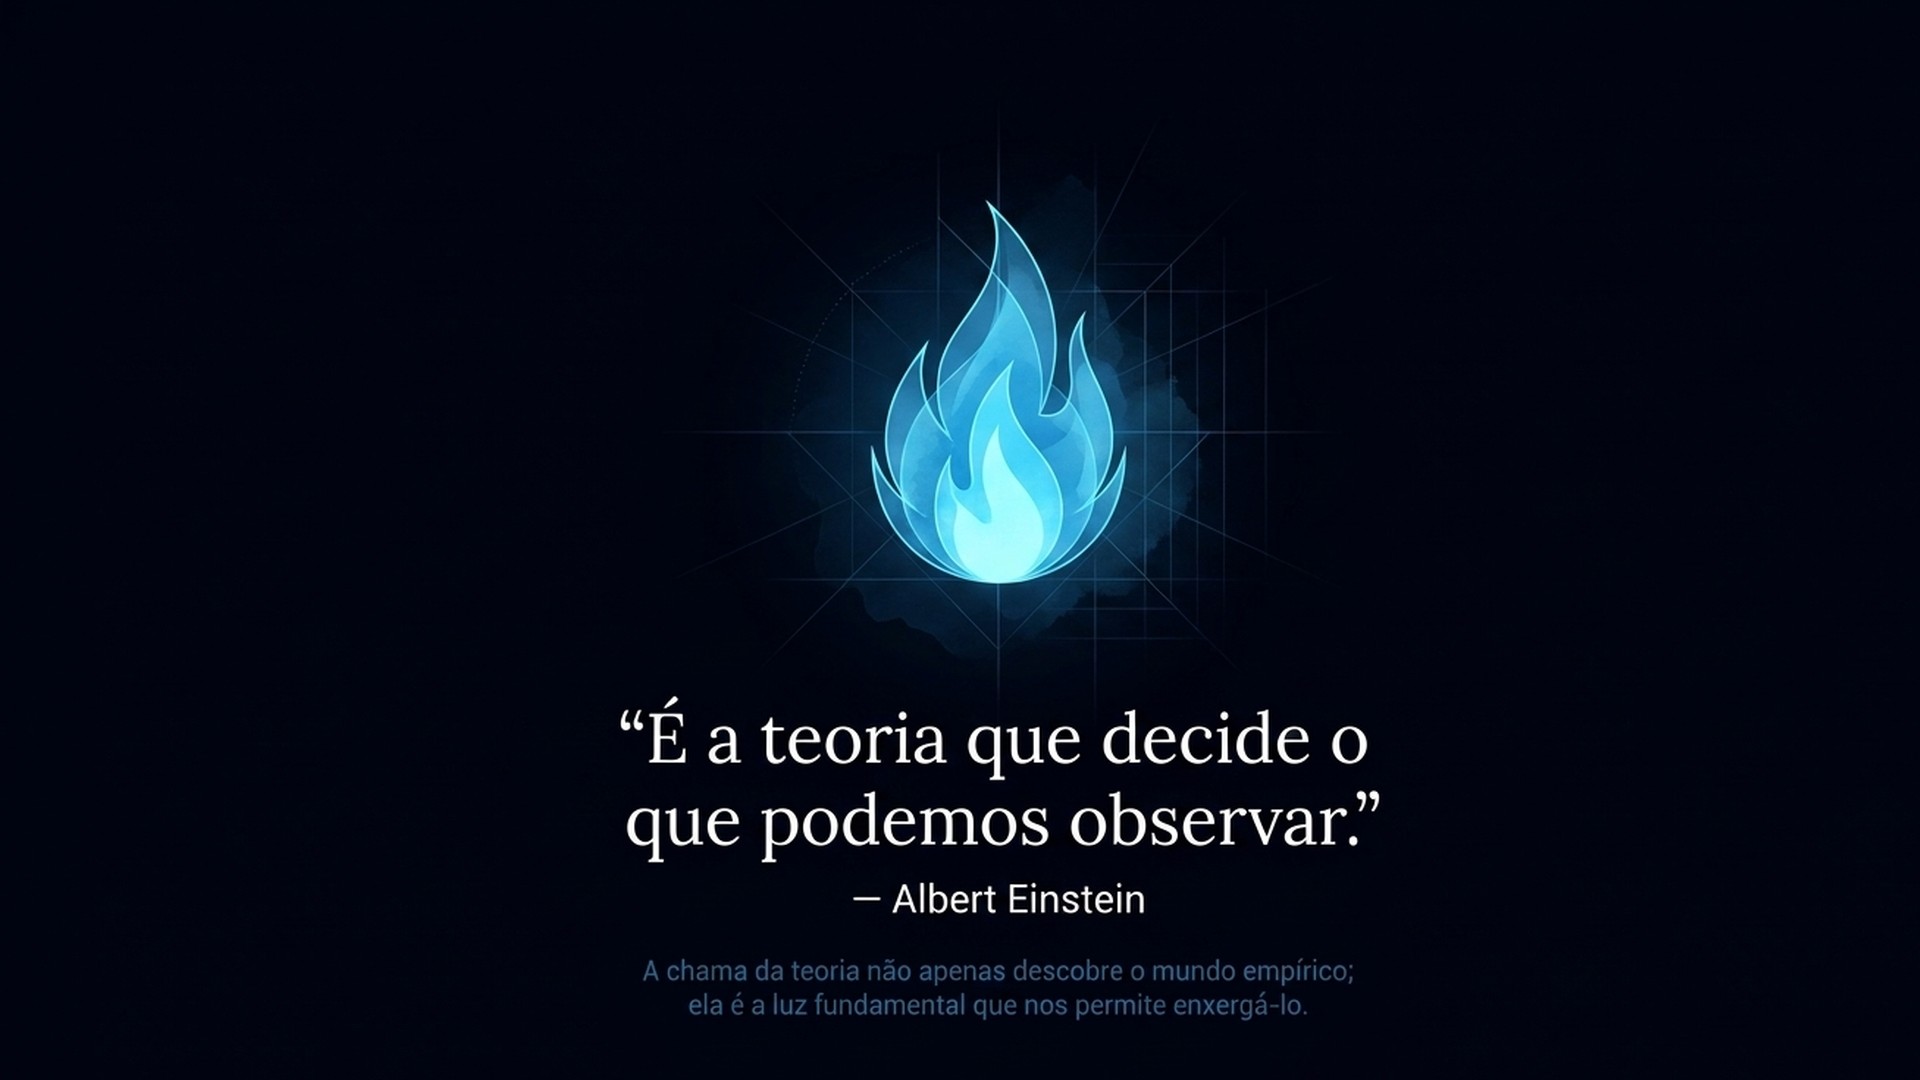 “É a teoria que decide o
que podemos observar.”
— Albert Einstein
A chama da teoria não apenas descobre o mundo empírico;
ela é a luz fundamental que nos permite enxergá-lo.